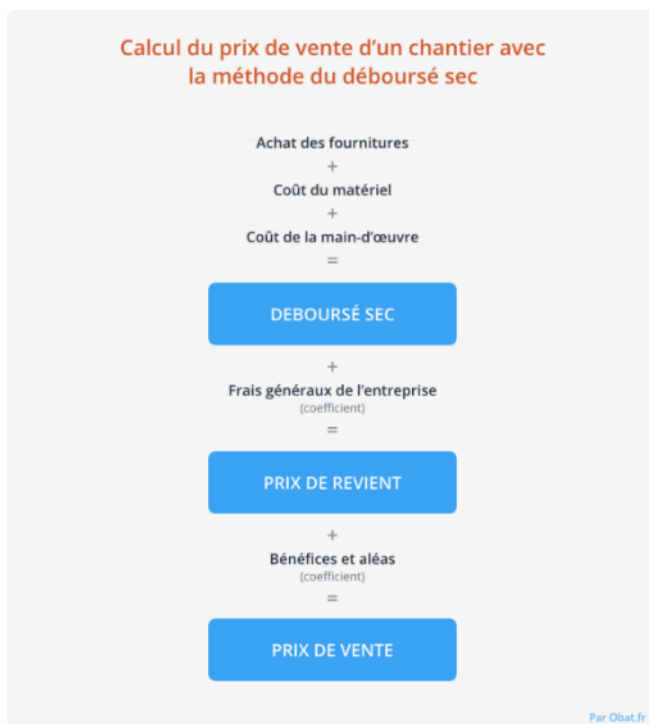 Calcul du prix de vente d’un chantier avec
la méthode du déboursé sec
Achat des fournitures
+
Coût du matériel
+
Coût de la main-d’œuvre
=
DEBOURSÉ SEC
+
Frais généraux de l’entreprise
(coefficient)
=
PRIX DE REVIENT
+
Bénéfices et aléas
(coefficient)
=
PRIX DE VENTE
Par Obat.fr